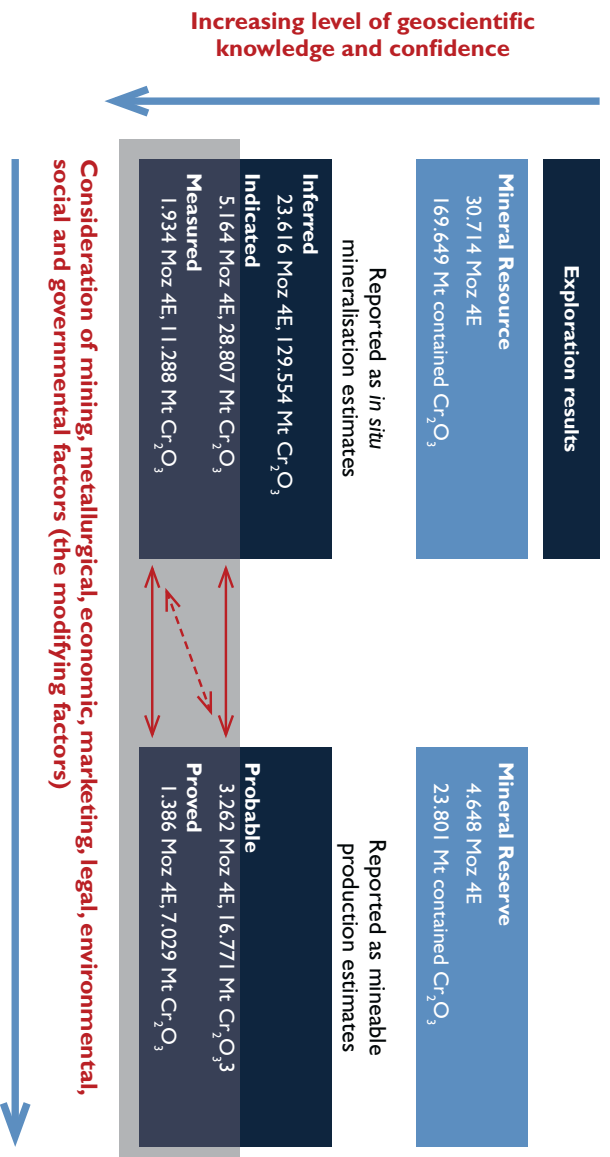 Increasing level of geoscientific
knowledge and confidence
Exploration results
Mineral Resource
30.714 Moz 4E
169.649 Mt contained Cr₂O₃
Reported as in situ
mineralisation estimates
Inferred
23.616 Moz 4E, 129.554 Mt Cr₂O₃
Indicated
5.164 Moz 4E, 28.807 Mt Cr₂O₃
Measured
1.934 Moz 4E, 11.288 Mt Cr₂O₃
Mineral Reserve
4.648 Moz 4E
23.801 Mt contained Cr₂O₃
Reported as mineable
production estimates
Probable
3.262 Moz 4E, 16.771 Mt Cr₂O₃3
Proved
1.386 Moz 4E, 7.029 Mt Cr₂O₃
Consideration of mining, metallurgical, economic, marketing, legal, environmental,
social and governmental factors (the modifying factors)